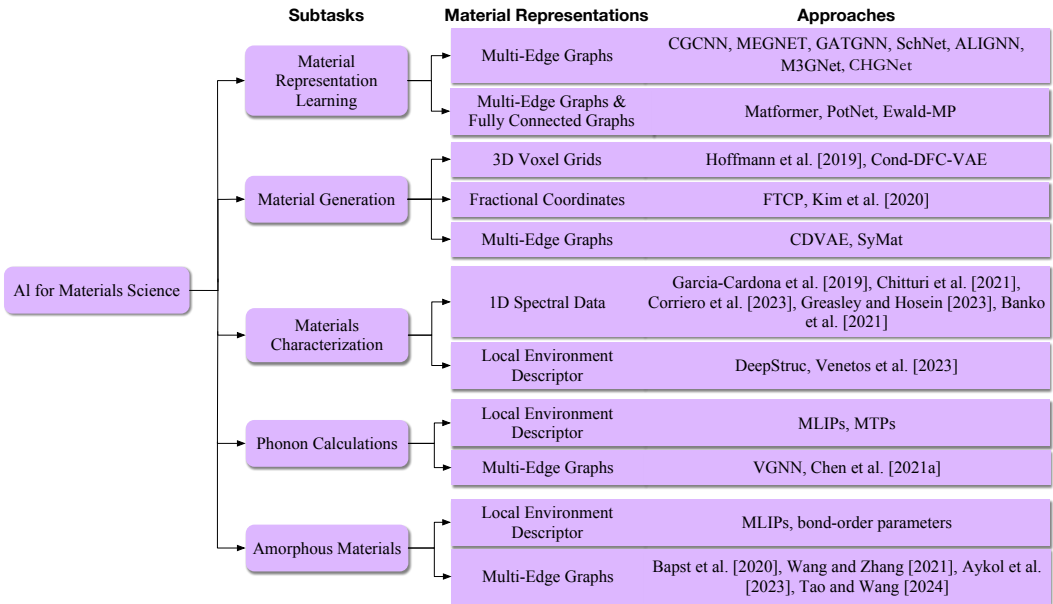 Subtasks Material Representations Approaches
Material
Representation
Learning
Multi-Edge Graphs
CGCNN, MEGNET, GATGNN, SchNet, ALIGNN,
M3GNet, CHGNet
Multi-Edge Graphs &
Fully Connected Graphs
Matformer, PotNet, Ewald-MP
Material Generation
3D Voxel Grids
Hoffmann et al. [2019], Cond-DFC-VAE
Fractional Coordinates
FTCP, Kim et al. [2020]
Multi-Edge Graphs
CDVAE, SyMat
AI for Materials Science
Materials
Characterization
1D Spectral Data
Garcia-Cardona et al. [2019], Chitturi et al. [2021],
Corriero et al. [2023], Greasley and Hosein [2023], Banko
et al. [2021]
Local Environment
Descriptor
DeepStruc, Venetos et al. [2023]
Phonon Calculations
Local Environment
Descriptor
MLIPs, MTPs
Multi-Edge Graphs
VGNN, Chen et al. [2021a]
Amorphous Materials
Local Environment
Descriptor
MLIPs, bond-order parameters
Multi-Edge Graphs
Bapst et al. [2020], Wang and Zhang [2021], Aykol et al.
[2023], Tao and Wang [2024]